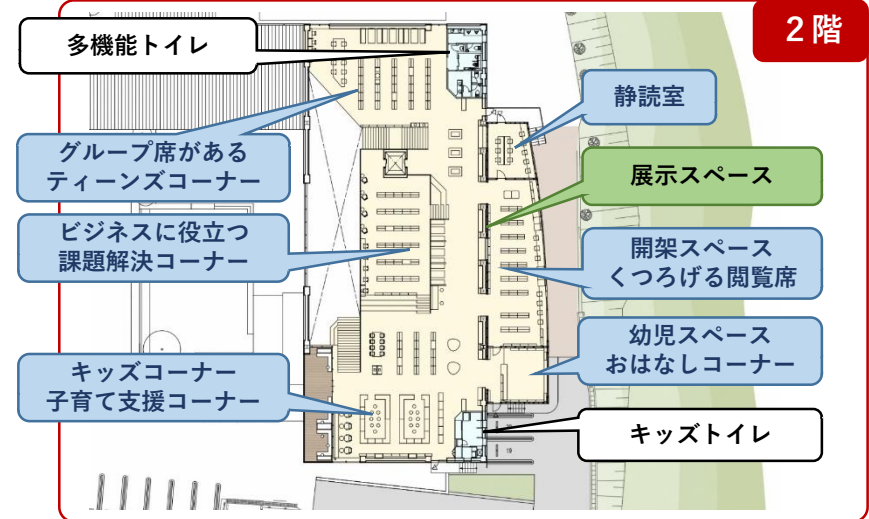 2階
多機能トイレ
静読室
グループ席がある
ティーンズコーナー
展示スペース
ビジネスに役立つ
課題解決コーナー
開架スペース
くつろげる閲覧席
幼児スペース
おはなしコーナー
キッズコーナー
子育て支援コーナー
キッズトイレ
19